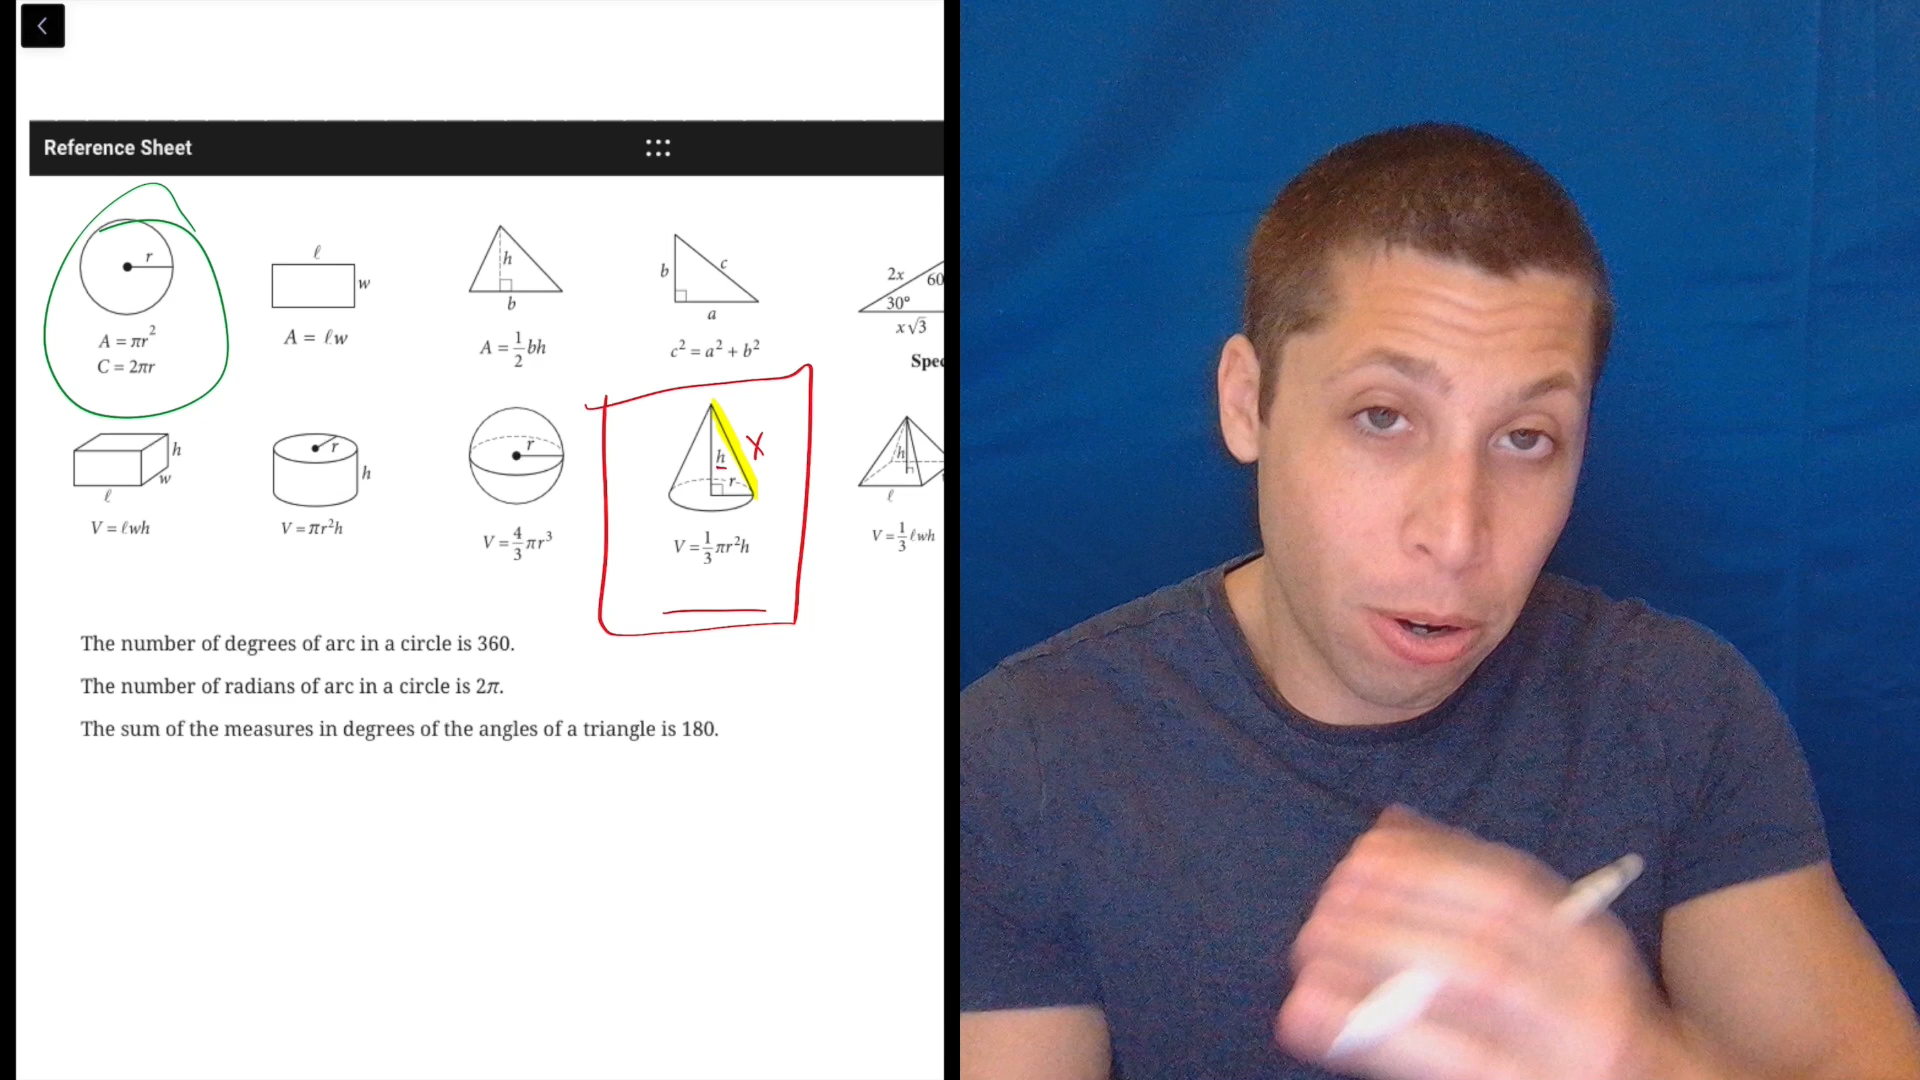 Reference Sheet
r
A = πr²
C = 2πr
ℓ
w
A = ℓw
h
b
A = 1/2 bh
b
c
a
c² = a² + b²
2x
60
30°
x√3
Spec
h
w
ℓ
V = ℓwh
r
h
V = πr²h
r
V = 4/3 πr³
h
r
x
V = 1/3 πr²h
h
ℓ
V = 1/3 ℓwh
The number of degrees of arc in a circle is 360.
The number of radians of arc in a circle is 2π.
The sum of the measures in degrees of the angles of a triangle is 180.